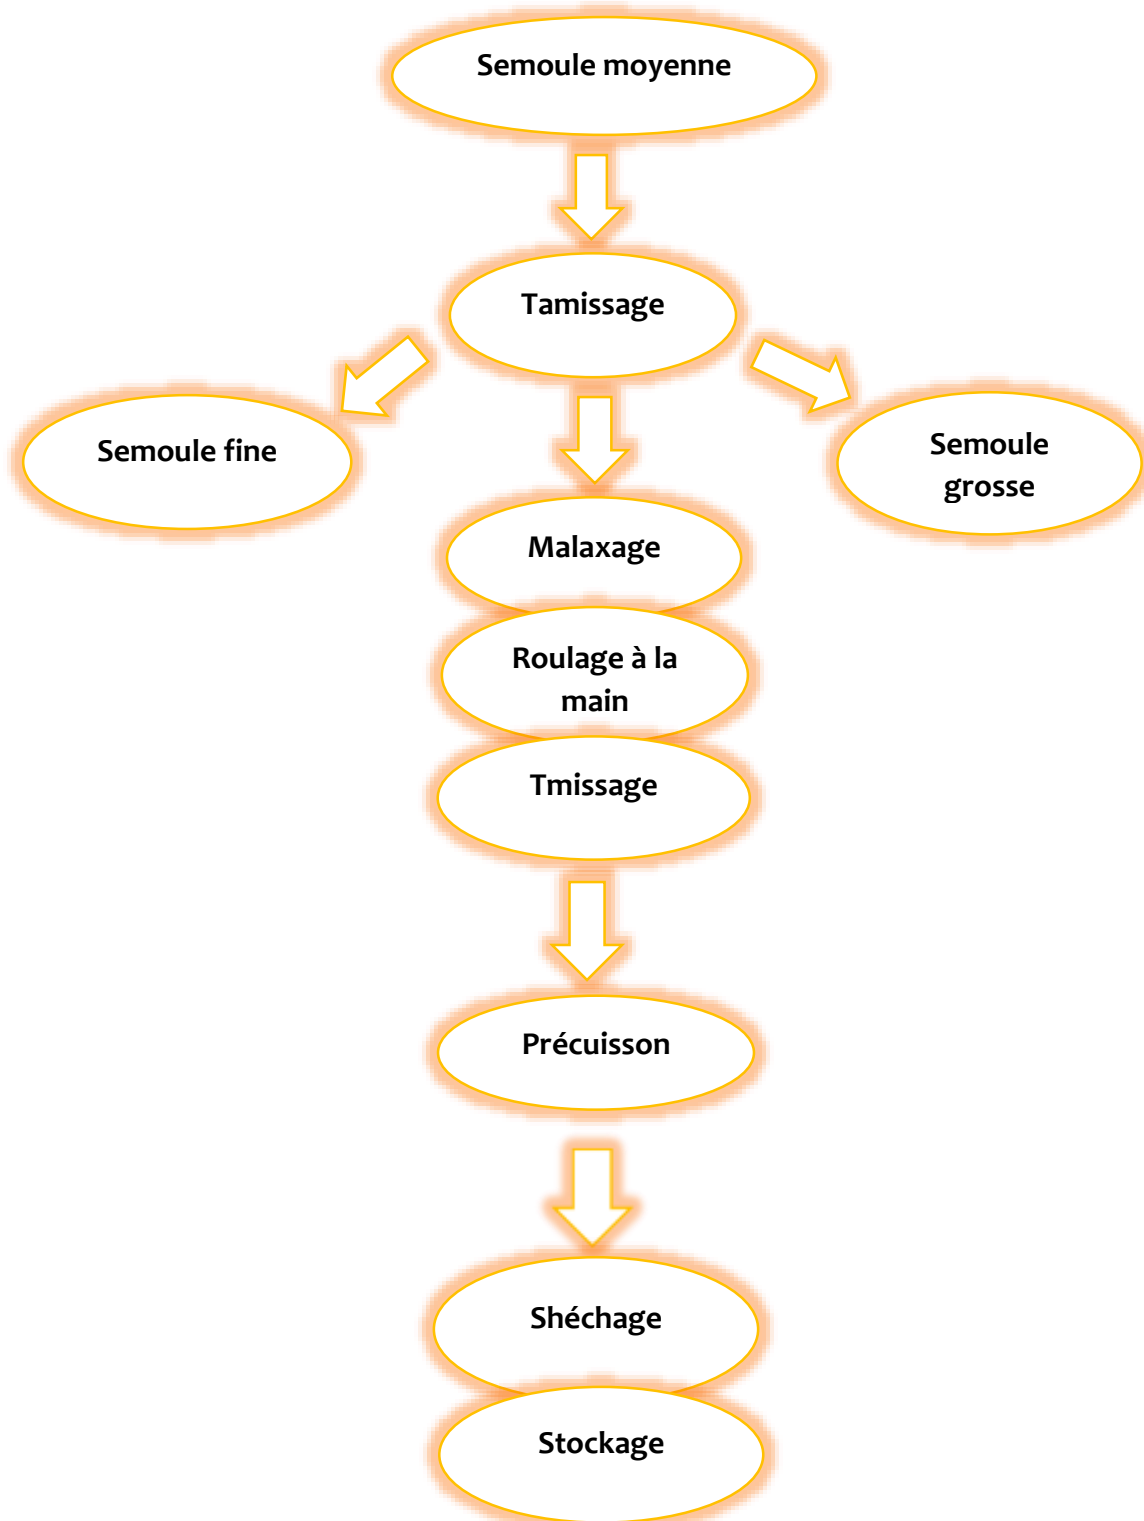 Semoule moyenne
Tamissage
Semoule fine
Semoule
grosse
Malaxage
Roulage à la
main
Tmissage
Précuisson
Shéchage
Stockage